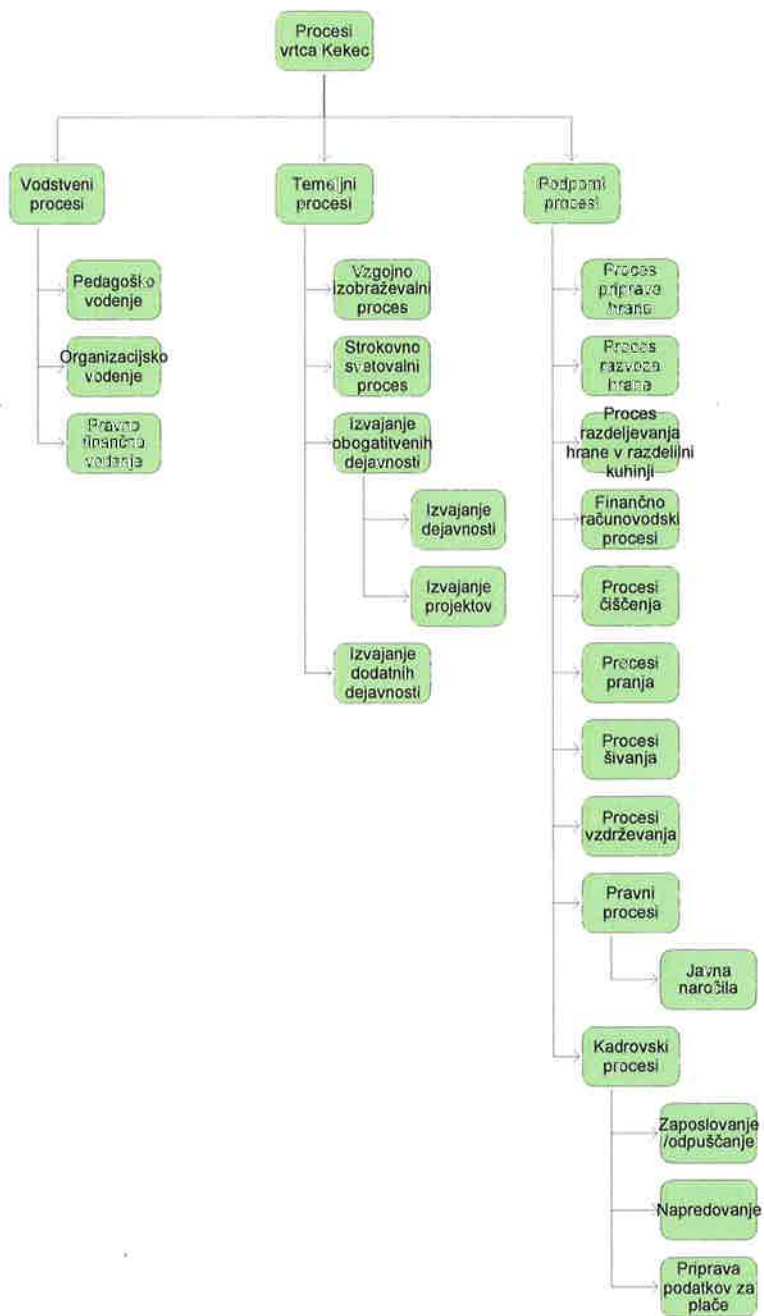 Procesi
vrtca Kekec
Vodstveni
procesi
Pedagoško
vodenje
Organizacijsko
vodenje
Pravno
finančno
vodenje
Temeljni
procesi
Vzgojno
izobraževalni
proces
Strokovno
svetovalni
proces
Izvajanje
obogatitvenih
dejavnosti
Izvajanje
dejavnosti
Izvajanje
projektov
Izvajanje
dodatnih
dejavnosti
Podporni
procesi
Proces
priprave
hrane
Proces
razvoza
hrane
Proces
razdeljevanja
hrane v razdelilni
kuhinji
Finančno
računovodski
procesi
Procesi
čiščenja
Procesi
pranja
Procesi
šivanja
Procesi
vzdrževanja
Pravni
procesi
Javna
naročila
Kadrovski
procesi
Zaposlovanje
/odpuščanje
Napredovanje
Priprava
podatkov za
plače